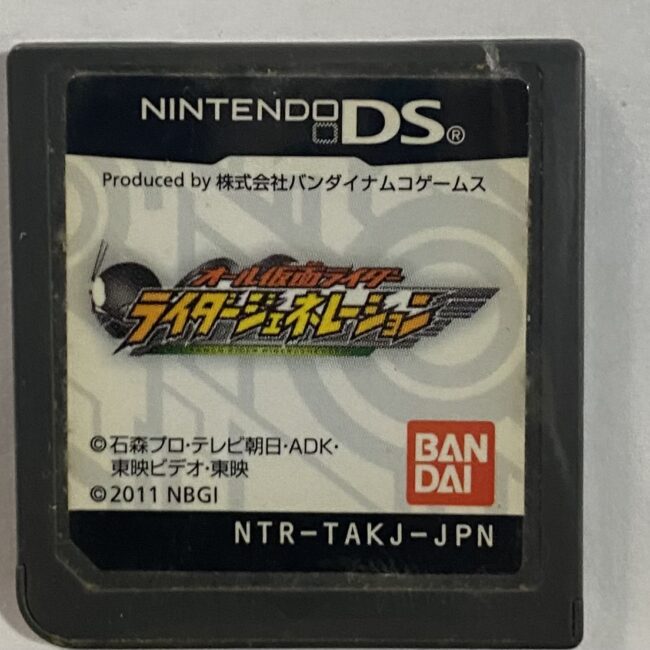 NINTENDO DS®
Produced by 株式会社バンダイナムコゲームス
オール仮面ライダー
ライダージェネレーション
©石森プロ・テレビ朝日・ADK・
東映ビデオ・東映
©2011 NBGI
BAN
DAI
NTR-TAKJ-JPN